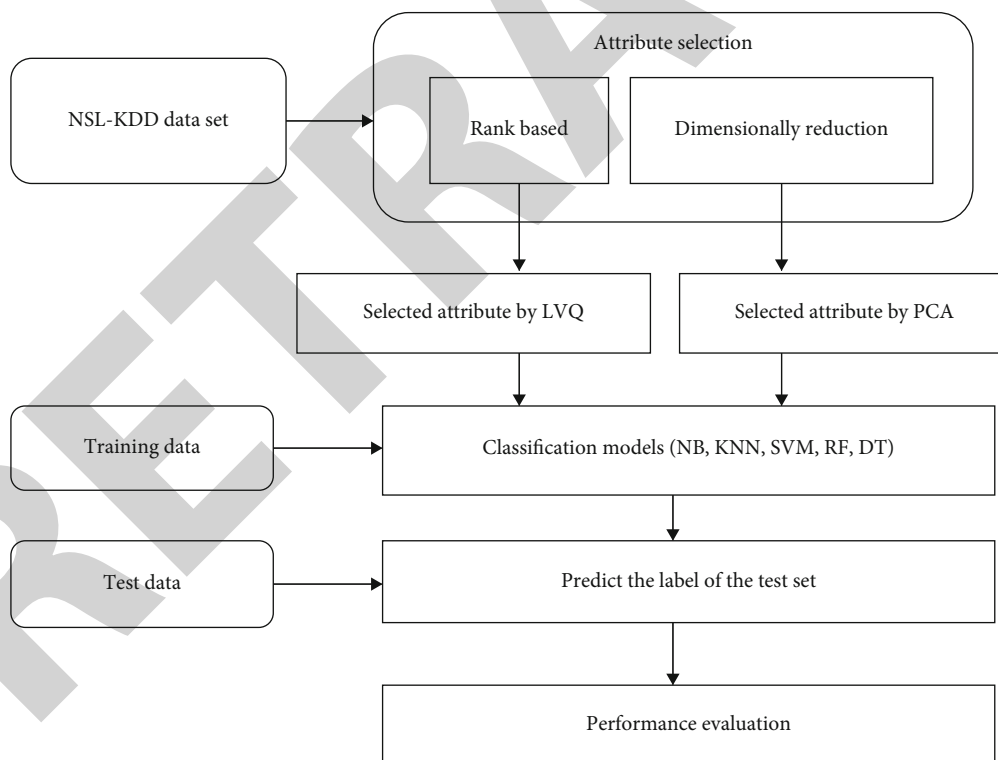 Attribute selection
NSL-KDD data set
Rank based
Dimensionally reduction
Selected attribute by LVQ
Selected attribute by PCA
Training data
Classification models (NB, KNN, SVM, RF, DT)
Test data
Predict the label of the test set
Performance evaluation
RETRA